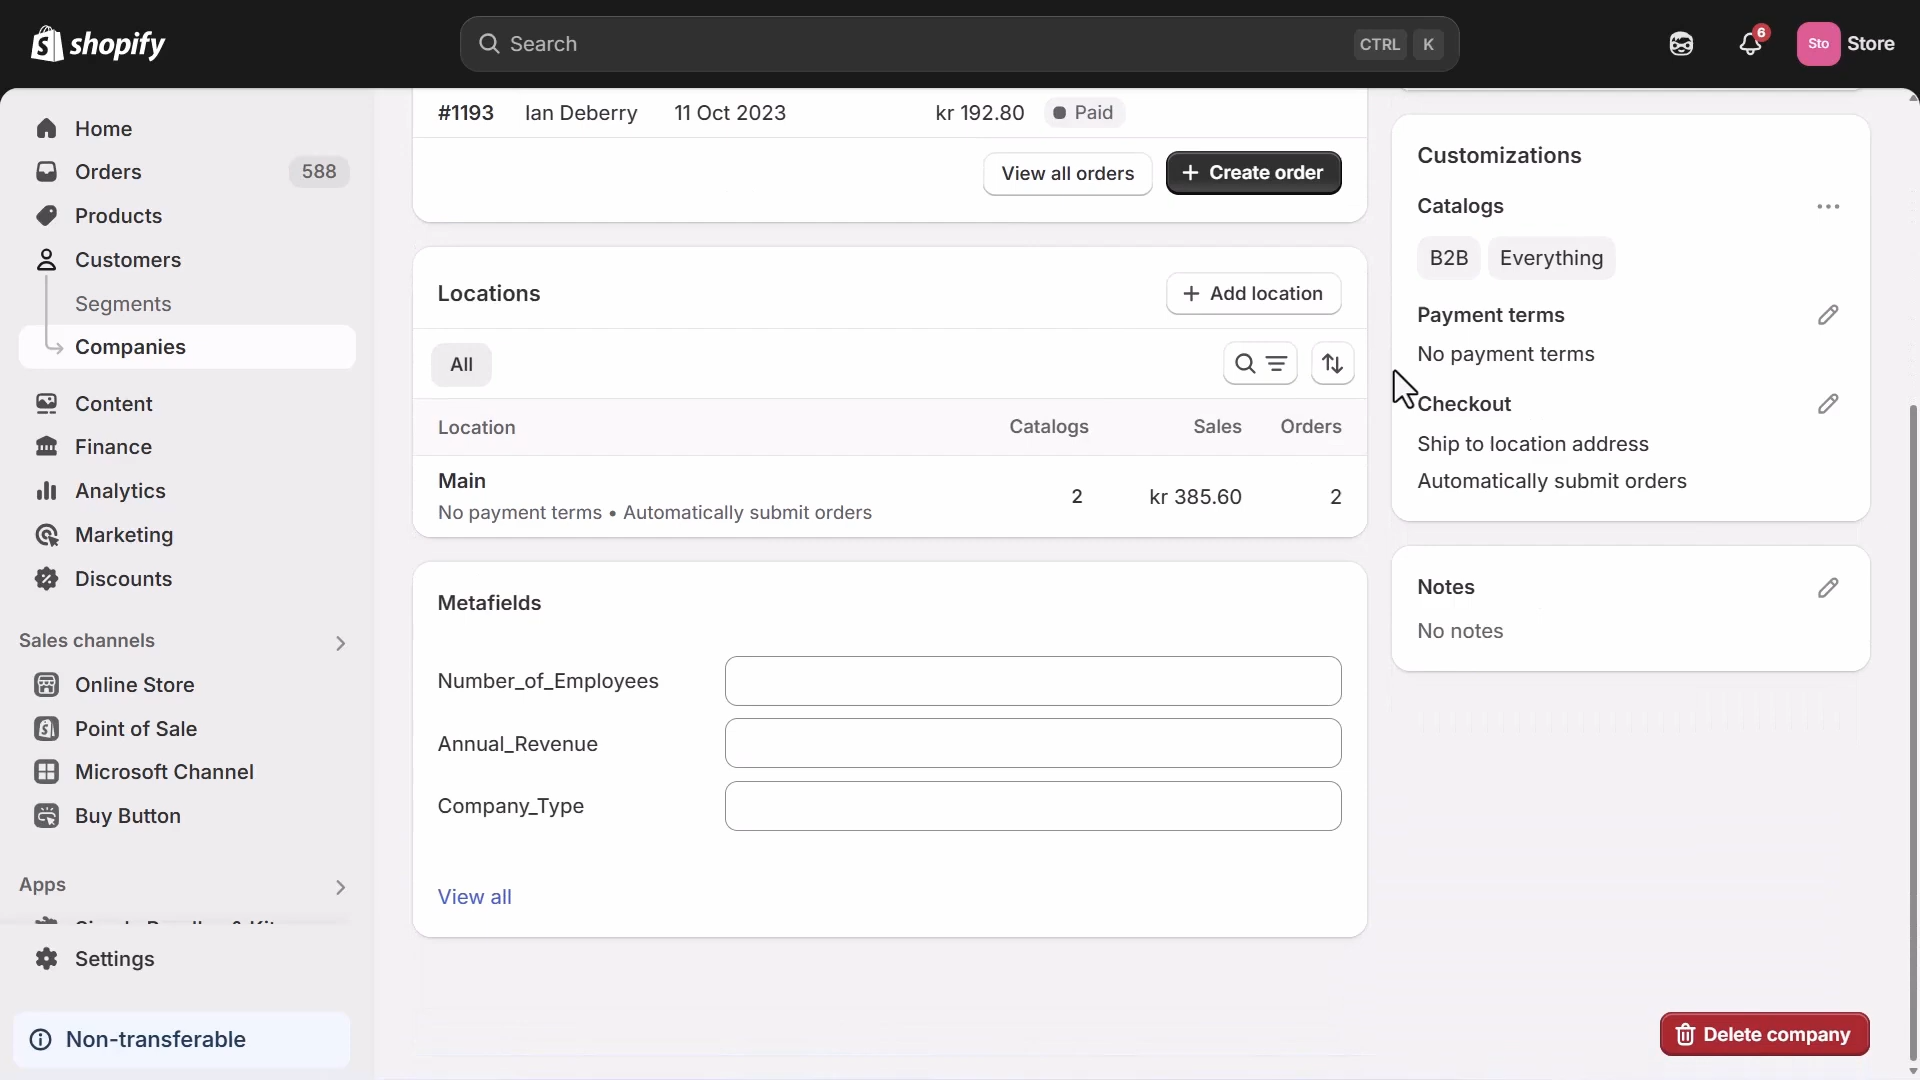 shopify
Search
CTRL K
6
Sto
Store
Home
Orders 588
Products
Customers
Segments
Companies
Content
Finance
Analytics
Marketing
Discounts
Sales channels
Online Store
Point of Sale
Microsoft Channel
Buy Button
Apps
Settings
Non-transferable
#1193 Ian Deberry 11 Oct 2023 kr 192.80 Paid
View all orders
Create order
Locations
Add location
All
Location Catalogs Sales Orders
Main 2 kr 385.60 2
No payment terms • Automatically submit orders
Metafields
Number_of_Employees
Annual_Revenue
Company_Type
View all
Customizations
Catalogs
B2B Everything
Payment terms
No payment terms
Checkout
Ship to location address
Automatically submit orders
Notes
No notes
Delete company